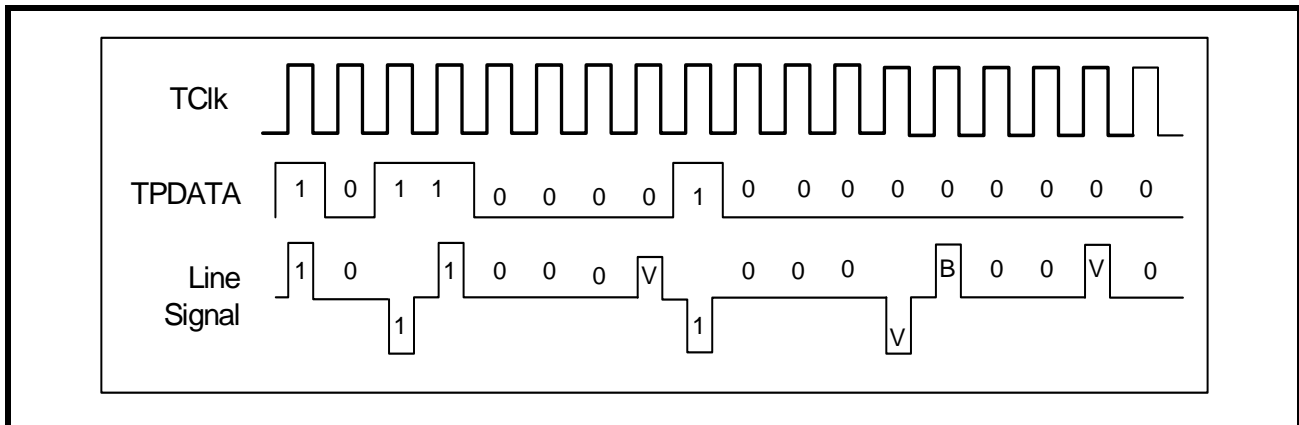 TClk
TPDATA 1 0 1 1 0 0 0 0 1 0 0 0 0 0 0 0 0 0
Line Signal 1 0 1 1 0 0 0 V 1 0 0 0 V B 0 0 V 0